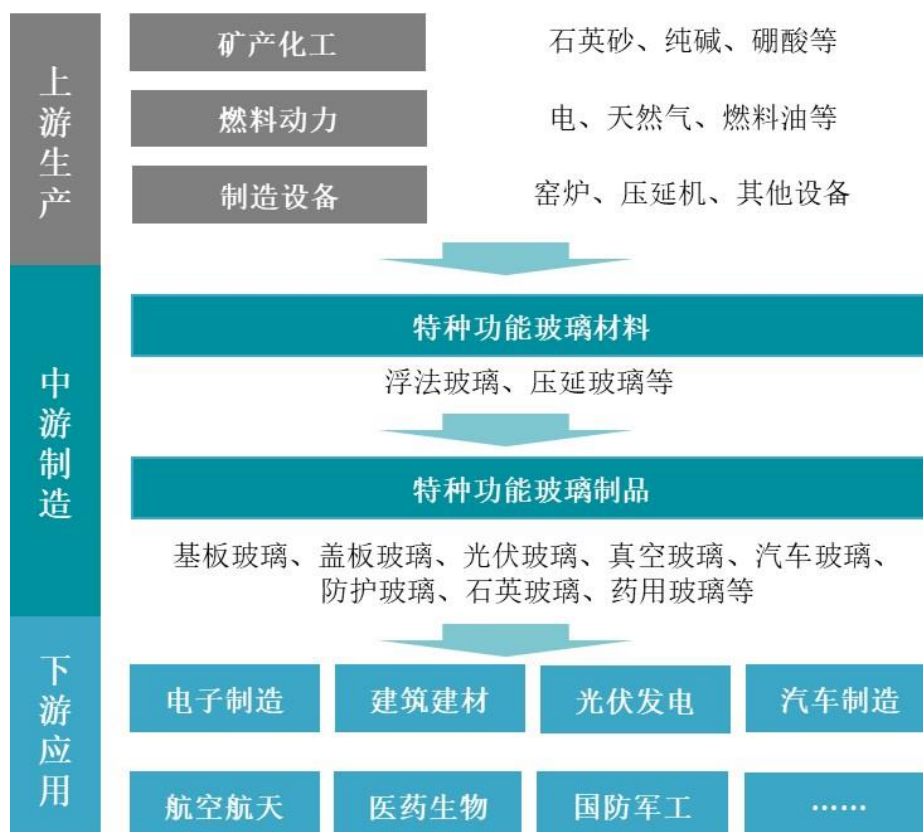 上游生产
矿产化工
石英砂、纯碱、硼酸等
燃料动力
电、天然气、燃料油等
制造设备
窑炉、压延机、其他设备
中游制造
特种功能玻璃材料
浮法玻璃、压延玻璃等
特种功能玻璃制品
基板玻璃、盖板玻璃、光伏玻璃、真空玻璃、汽车玻璃、
防护玻璃、石英玻璃、药用玻璃等
下游应用
电子制造
建筑建材
光伏发电
汽车制造
航空航天
医药生物
国防军工
……